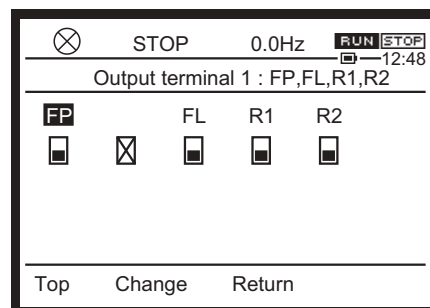 STOP 0.0Hz RUN STOP
12:48
Output terminal 1 : FP,FL,R1,R2
FP FL R1 R2
Top Change Return